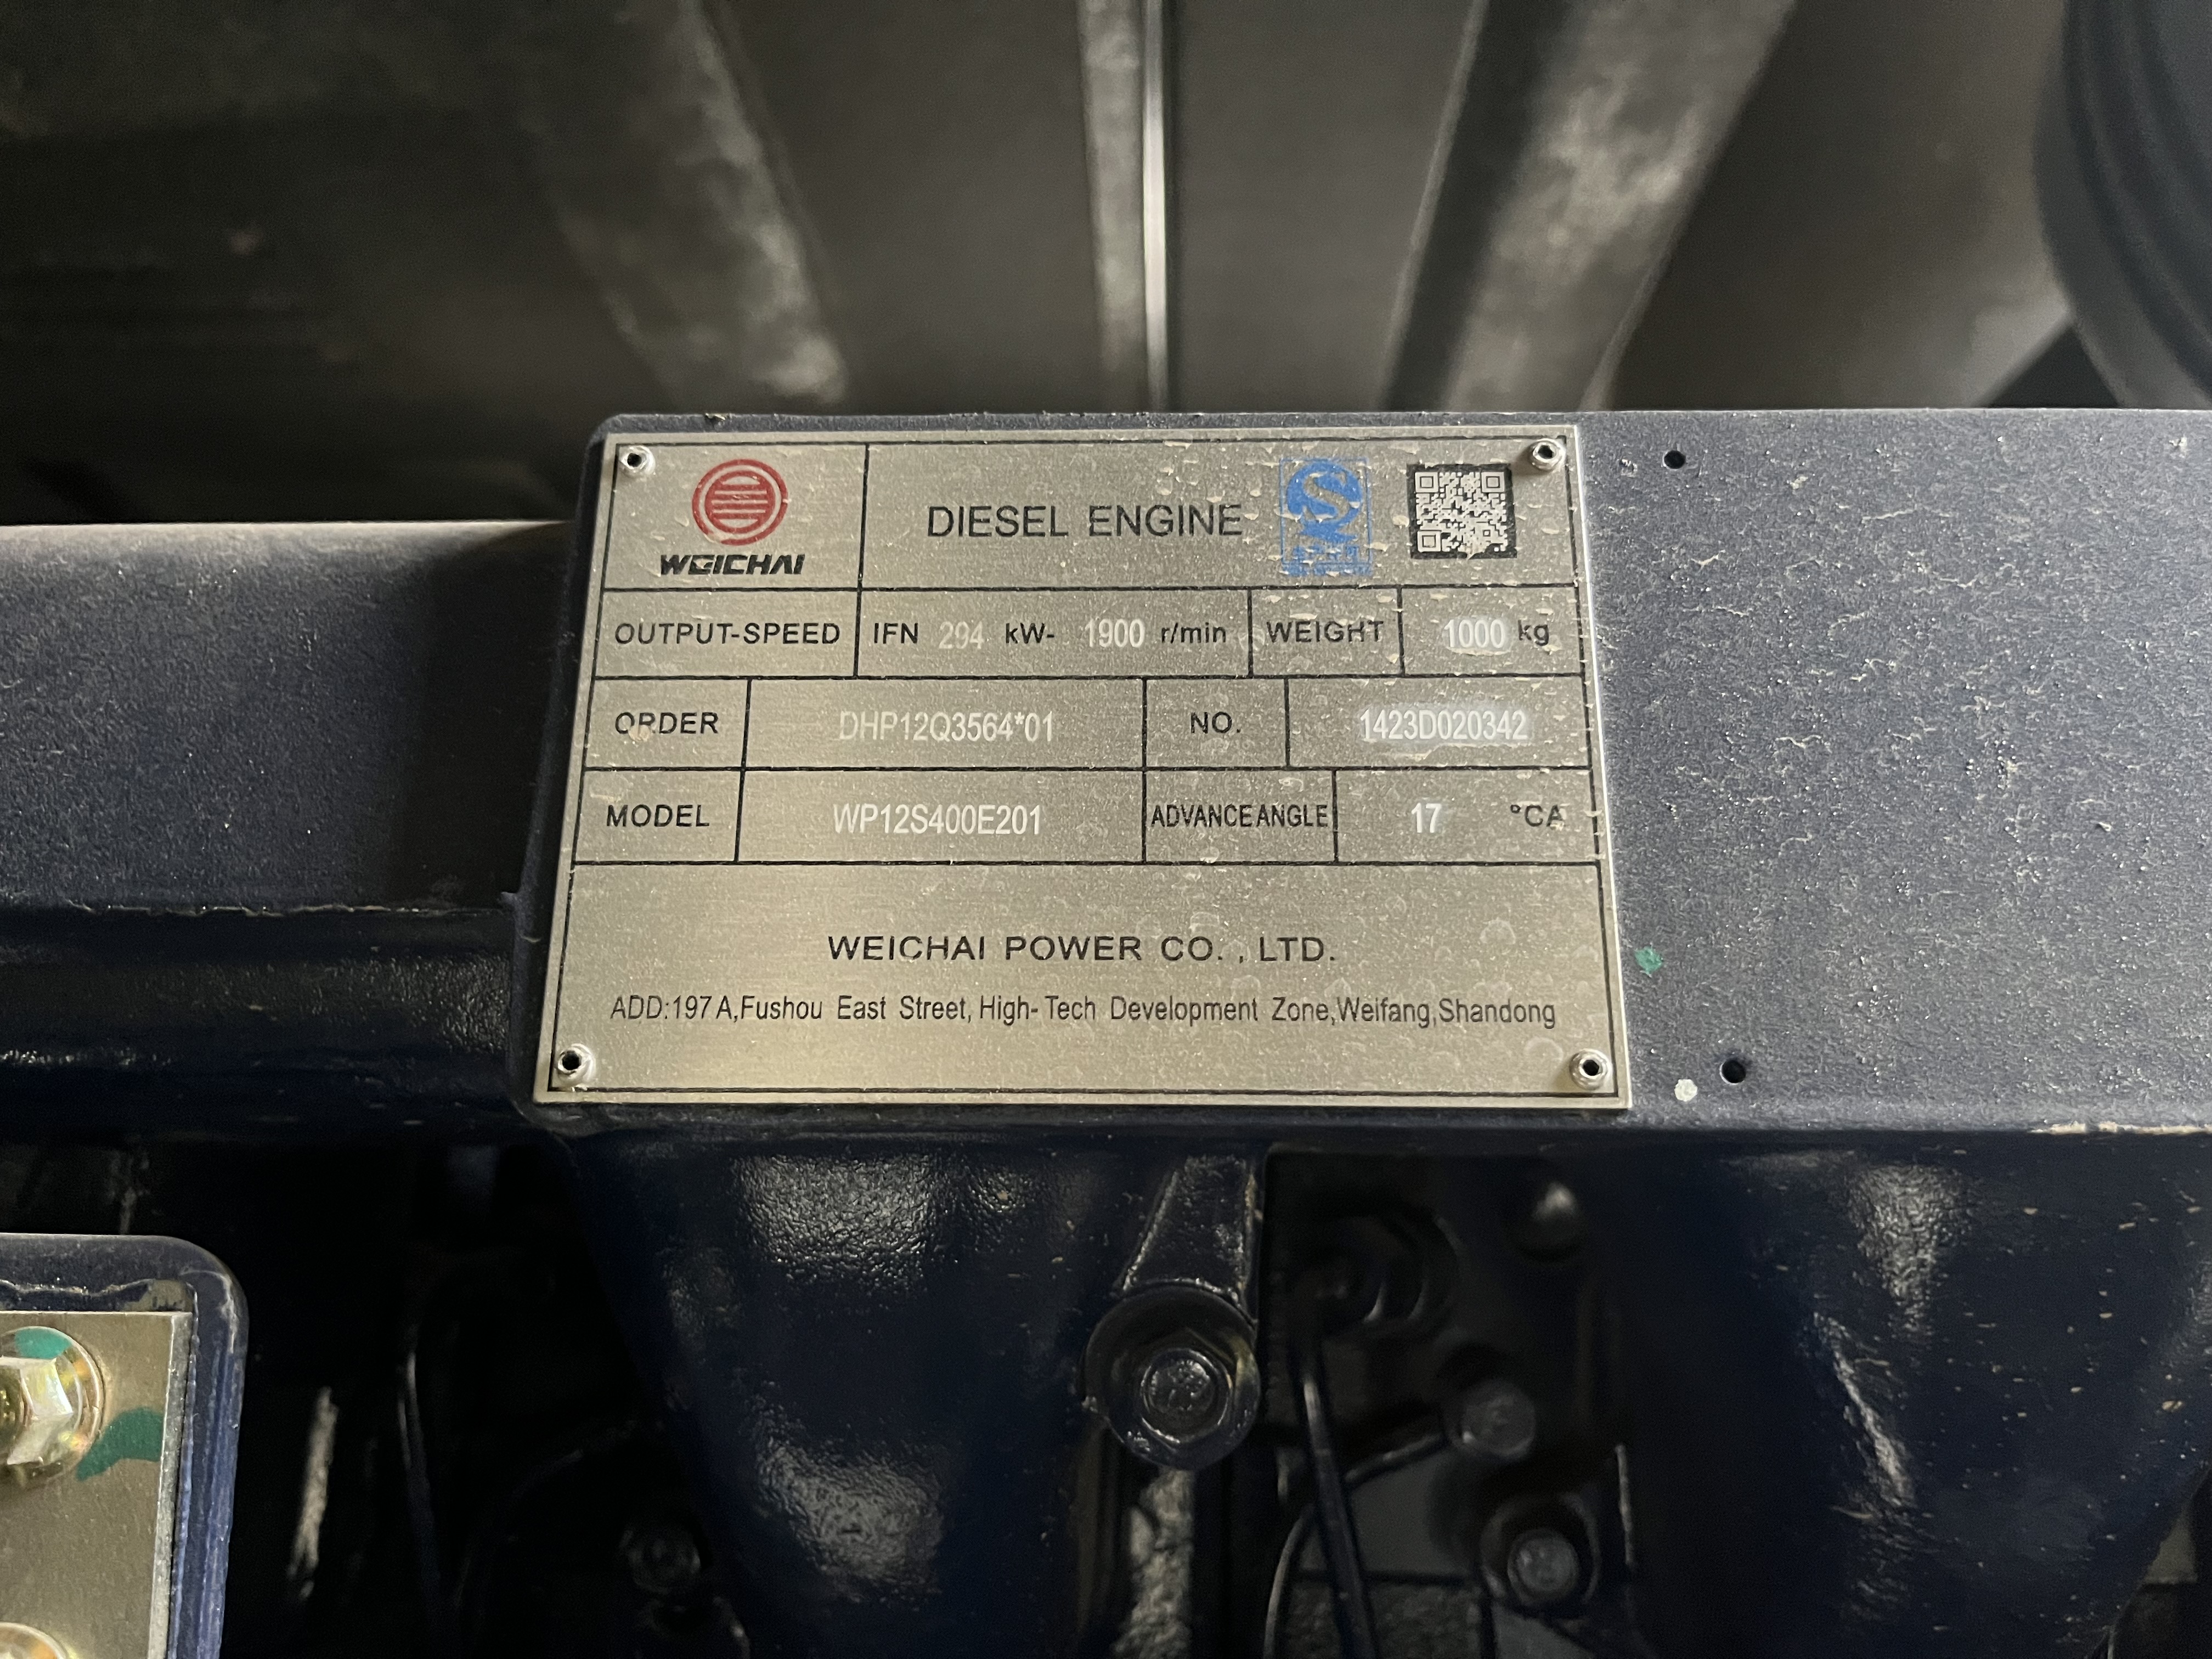 WEICHAI
DIESEL ENGINE
OUTPUT-SPEED IFN 294 kW- 1900 r/min WEIGHT 1000 kg
ORDER DHP12Q3564*01 NO. 1423D020342
MODEL WP12S400E201 ADVANCE ANGLE 17 °CA
WEICHAI POWER CO., LTD.
ADD:197 A,Fushou East Street, High-Tech Development Zone,Weifang,Shandong